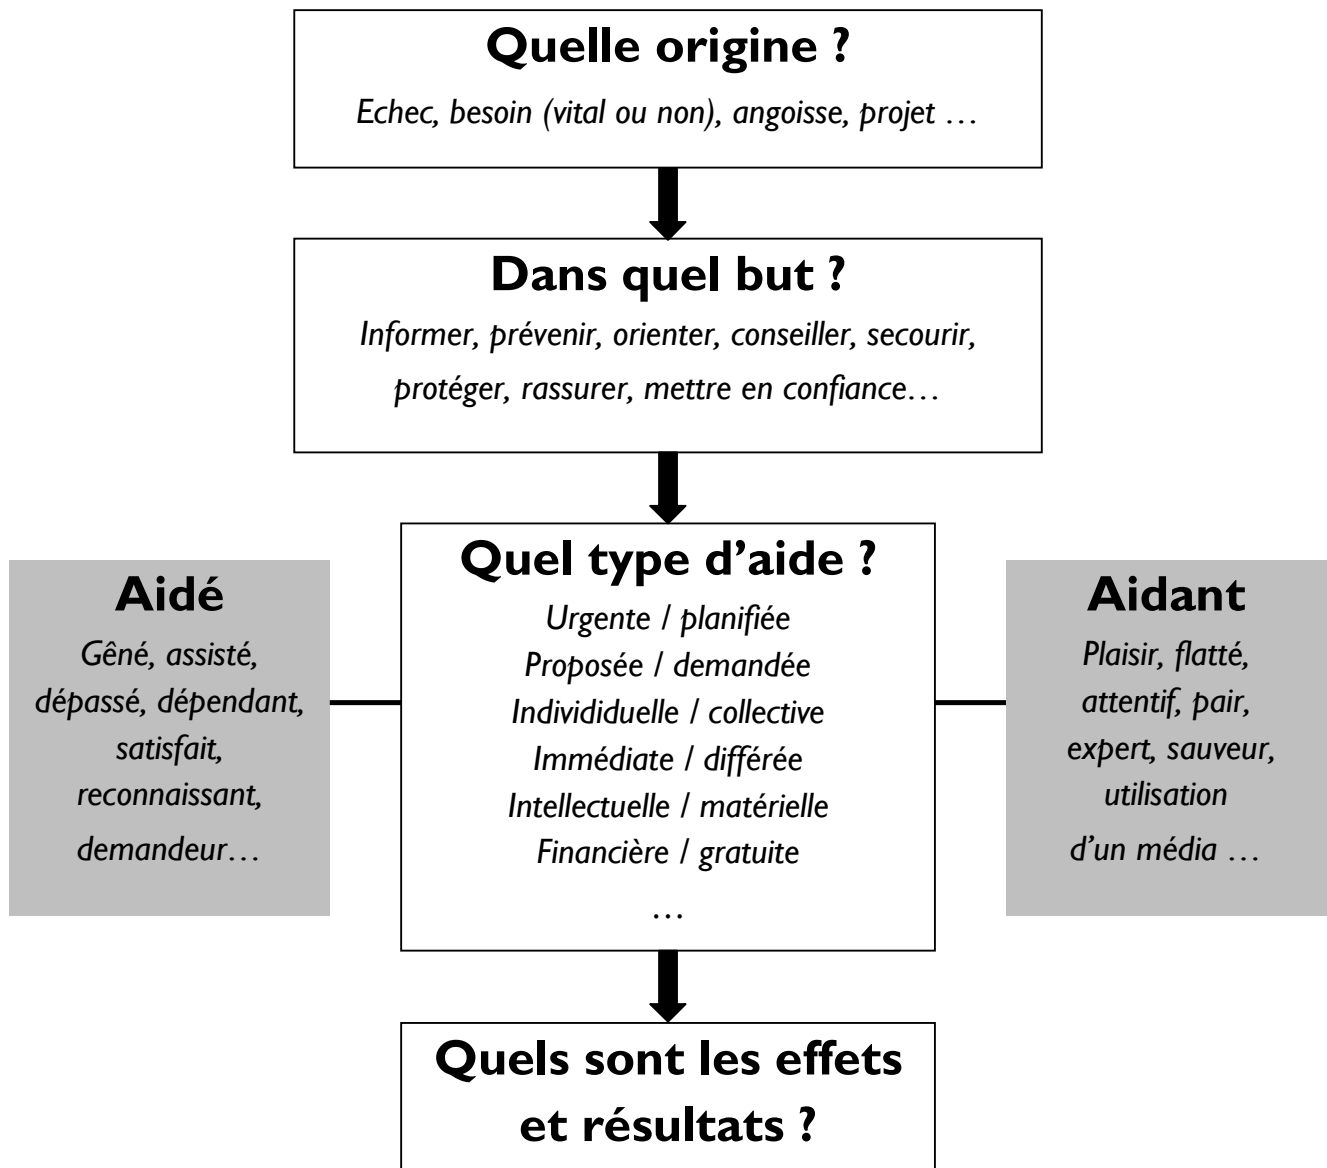 Quelle origine ?
Echec, besoin (vital ou non), angoisse, projet …
Dans quel but ?
Informer, prévenir, orienter, conseiller, secourir,
protéger, rassurer, mettre en confiance…
Quel type d’aide ?
Urgente / planifiée
Proposée / demandée
Individiduelle / collective
Immédiate / différée
Intellectuelle / matérielle
Financière / gratuite
…
Aidé
Gêné, assisté,
dépassé, dépendant,
satisfait,
reconnaissant,
demandeur…
Aidant
Plaisir, flatté,
attentif, pair,
expert, sauveur,
utilisation
d’un média …
Quels sont les effets
et résultats ?